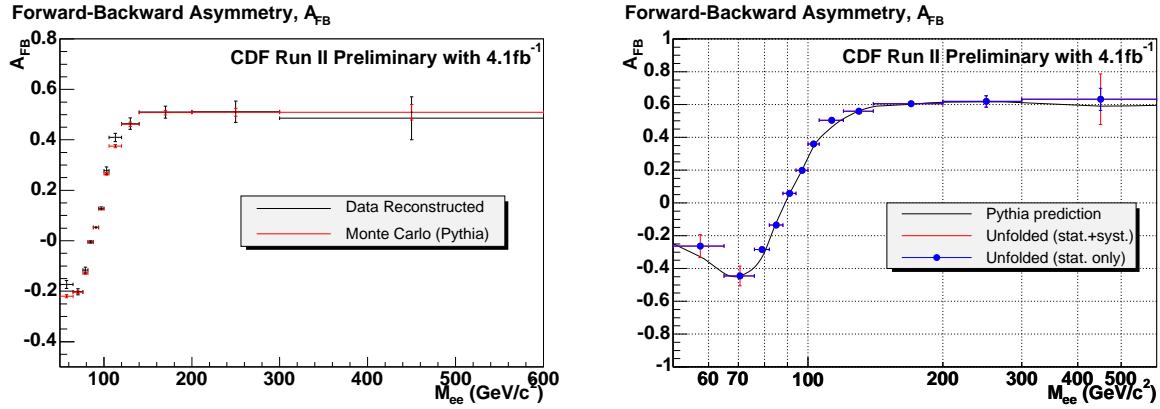 Forward-Backward Asymmetry, A_FB
A_FB
0.8
0.6
0.4
0.2
-0
-0.2
-0.4
CDF Run II Preliminary with 4.1fb^-1
Data Reconstructed
Monte Carlo (Pythia)
100 200 300 400 500 600
M_ee (GeV/c^2)
Forward-Backward Asymmetry, A_FB
A_FB
1
0.8
0.6
0.4
0.2
0
-0.2
-0.4
-0.6
-0.8
-1
CDF Run II Preliminary with 4.1fb^-1
Pythia prediction
Unfolded (stat.+syst.)
Unfolded (stat. only)
60 70 100 200 300 400 500
M_ee (GeV/c^2)